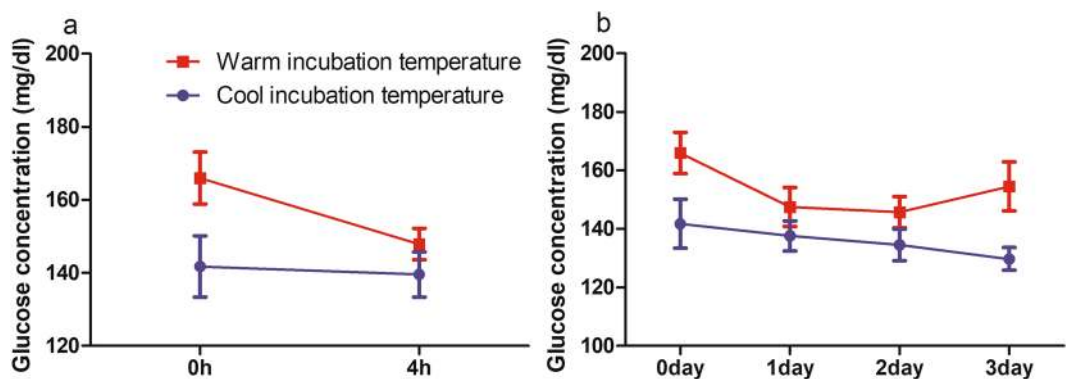 a
Glucose concentration (mg/dl)
200
180
160
140
120
Warm incubation temperature
Cool incubation temperature
0h
4h
b
Glucose concentration (mg/dl)
200
180
160
140
120
100
0day
1day
2day
3day